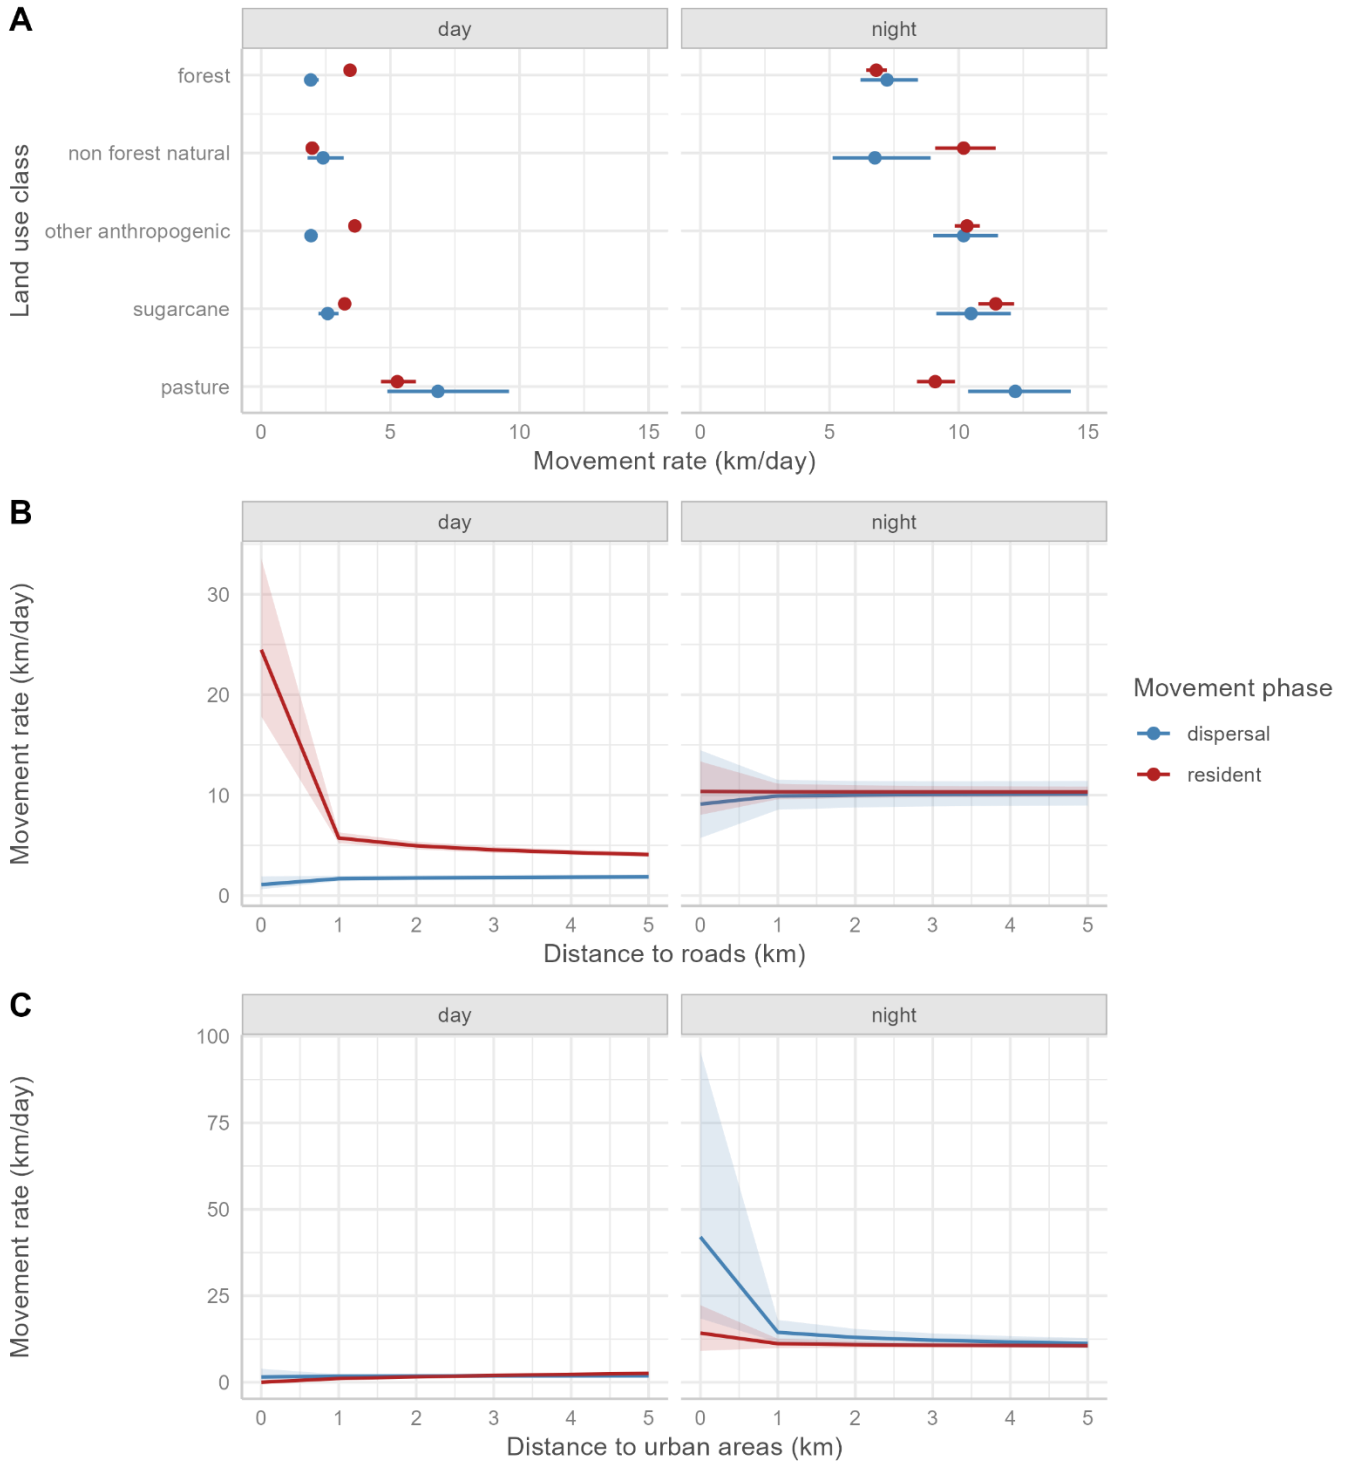 A
day night
Land use class
forest
non forest natural
other anthropogenic
sugarcane
pasture
0 5 10 15 0 5 10 15
Movement rate (km/day)
B
day night
Movement rate (km/day)
30
20
10
0
0 1 2 3 4 5 0 1 2 3 4 5
Distance to roads (km)
Movement phase
dispersal
resident
C
day night
Movement rate (km/day)
100
75
50
25
0
0 1 2 3 4 5 0 1 2 3 4 5
Distance to urban areas (km)